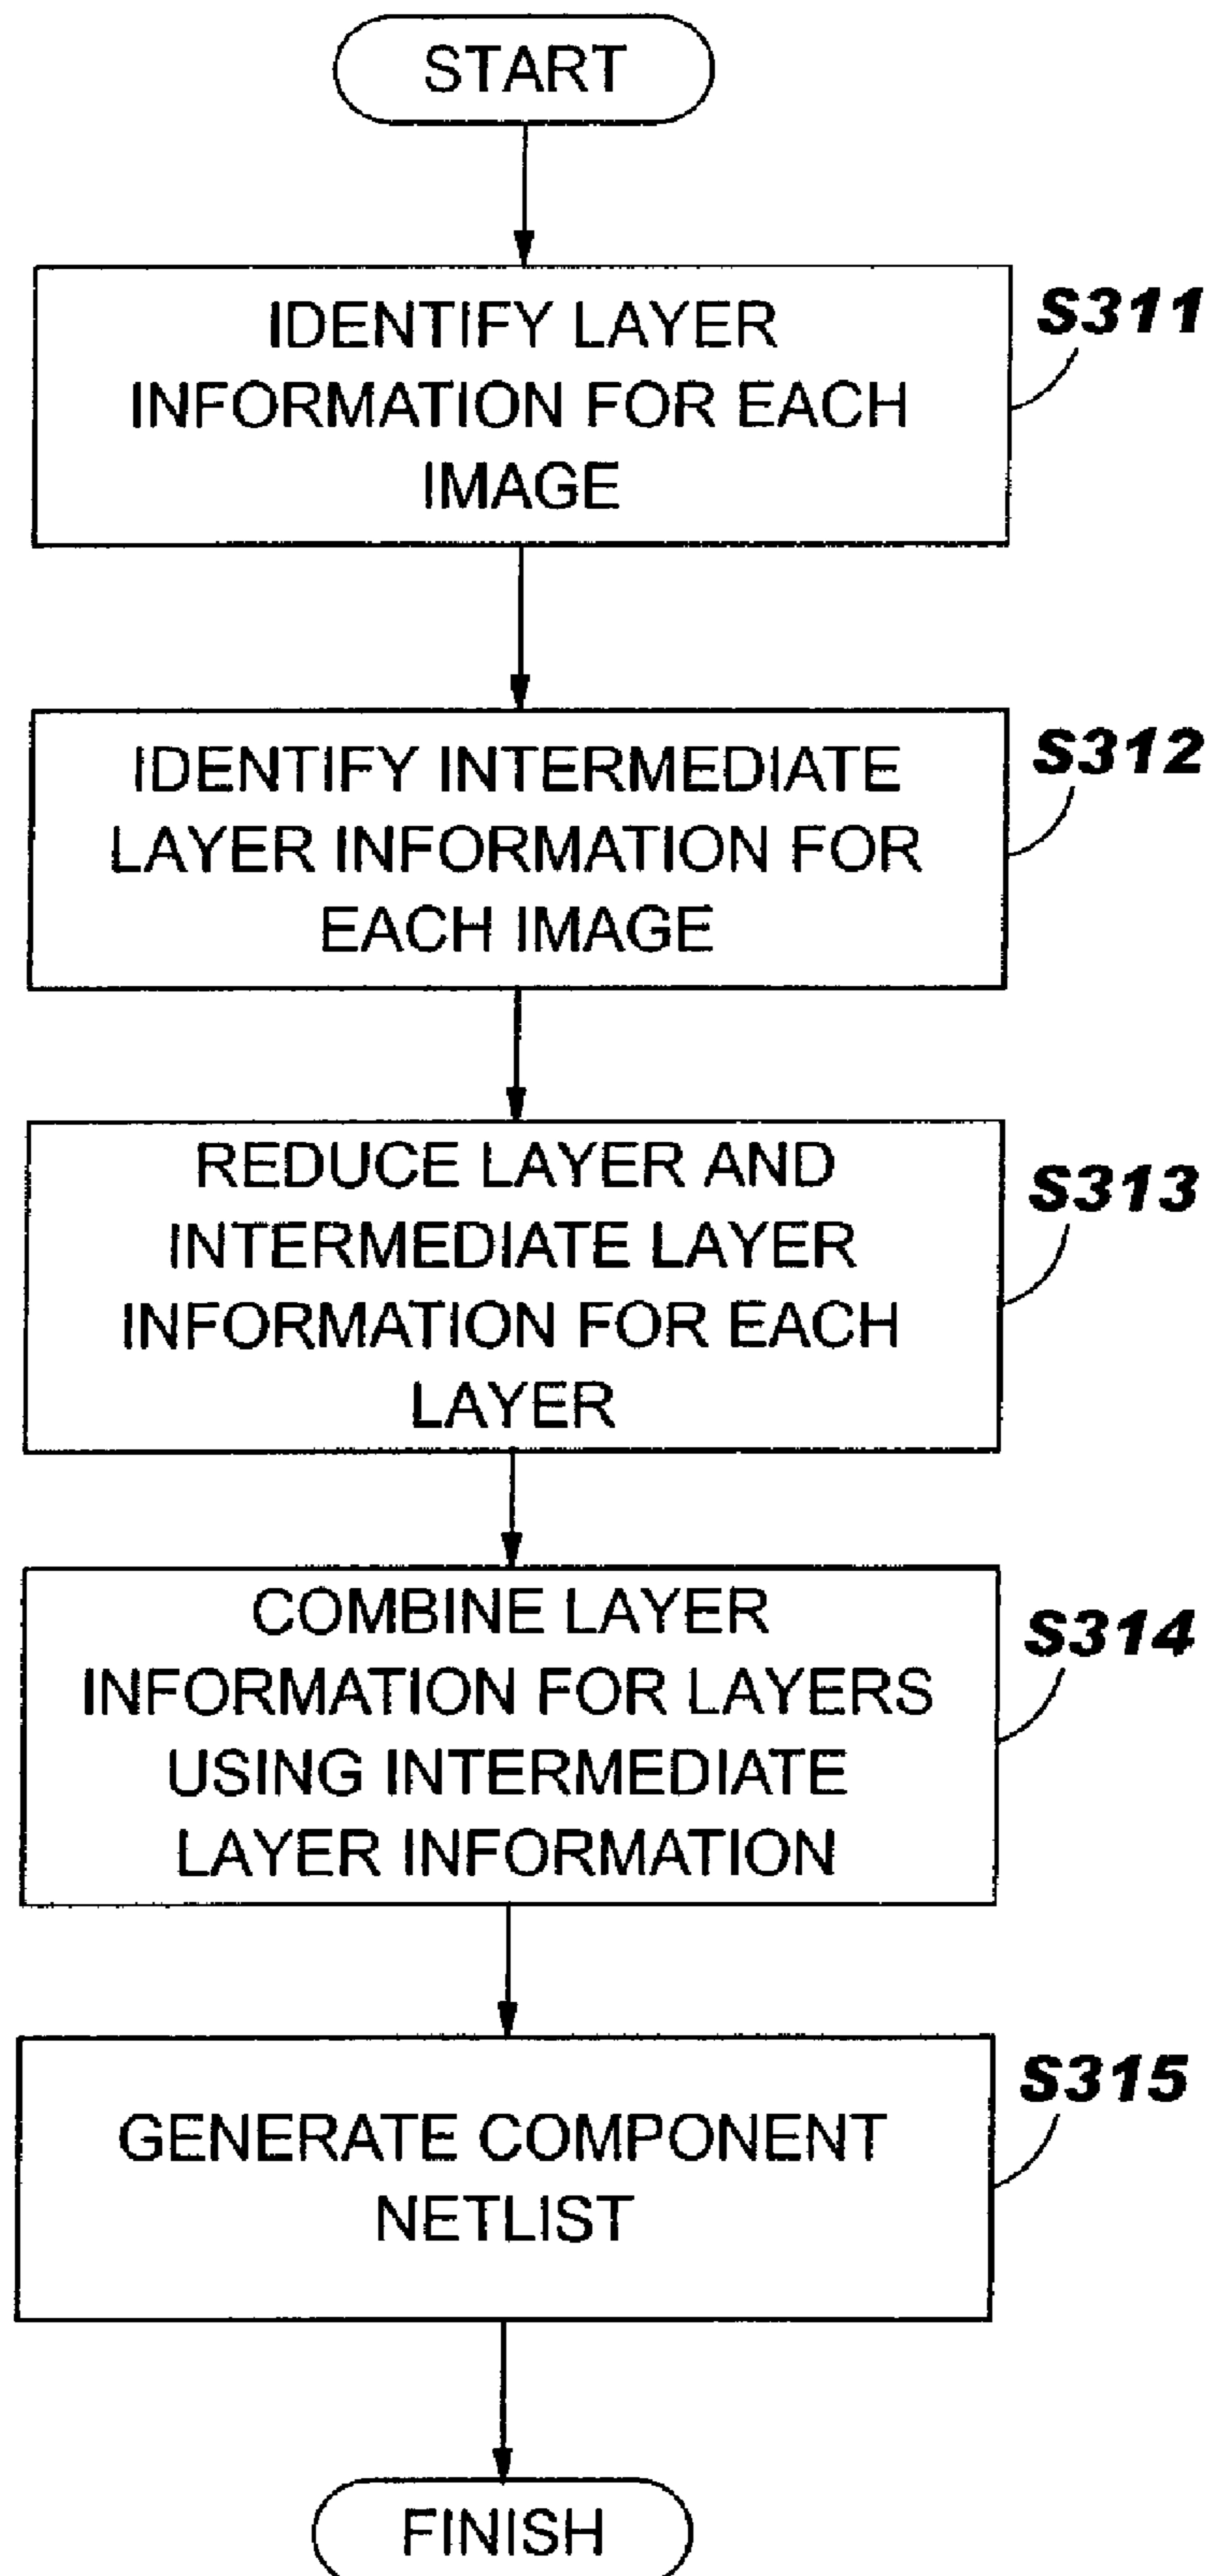 START
IDENTIFY LAYER
INFORMATION FOR EACH
IMAGE
S311
IDENTIFY INTERMEDIATE
LAYER INFORMATION FOR
EACH IMAGE
S312
REDUCE LAYER AND
INTERMEDIATE LAYER
INFORMATION FOR EACH
LAYER
S313
COMBINE LAYER
INFORMATION FOR LAYERS
USING INTERMEDIATE
LAYER INFORMATION
S314
GENERATE COMPONENT
NETLIST
S315
FINISH